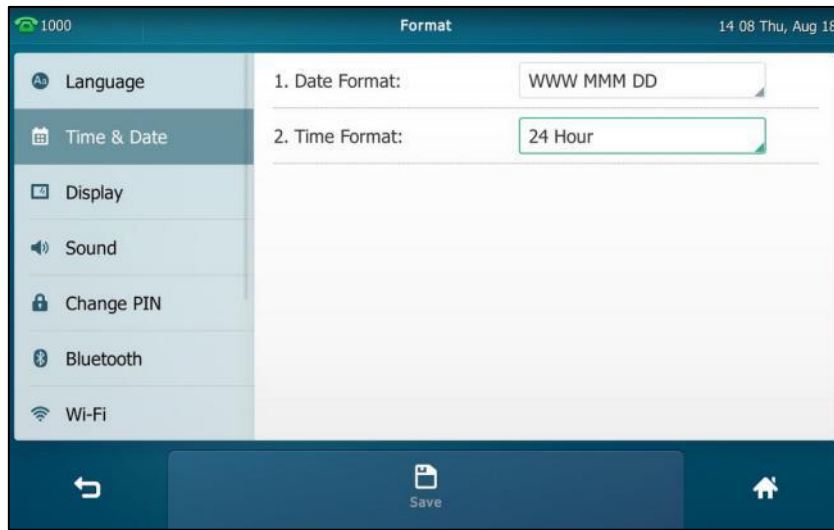 1000
Format
14 08 Thu, Aug 18
Language
1. Date Format:
WWW MMM DD
Time & Date
2. Time Format:
24 Hour
Display
Sound
Change PIN
Bluetooth
Wi-Fi
Save